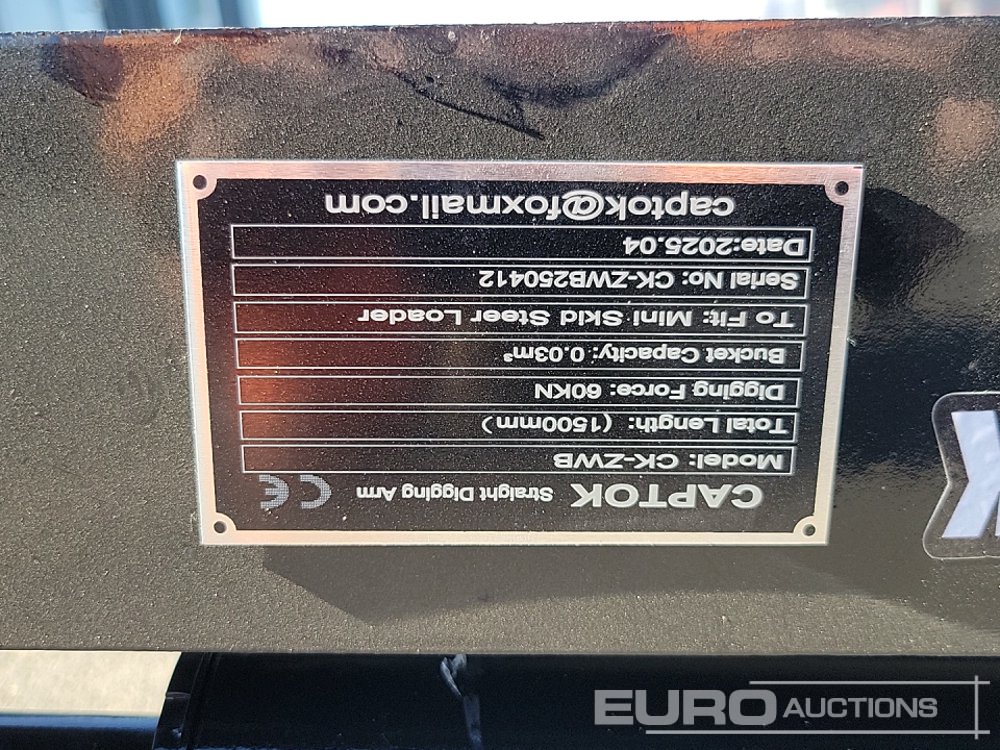 CAPTOK Straight Digging Arm CE
Model: CK-ZWB
Total Length: (1500mm)
Digging Force: 60KN
Bucket Capacity: 0.03m³
To Fit: Mini Skid Steer Loader
Serial No: CK-ZWB250412
Date:2025.04
captok@foxmail.com
K
EURO AUCTIONS